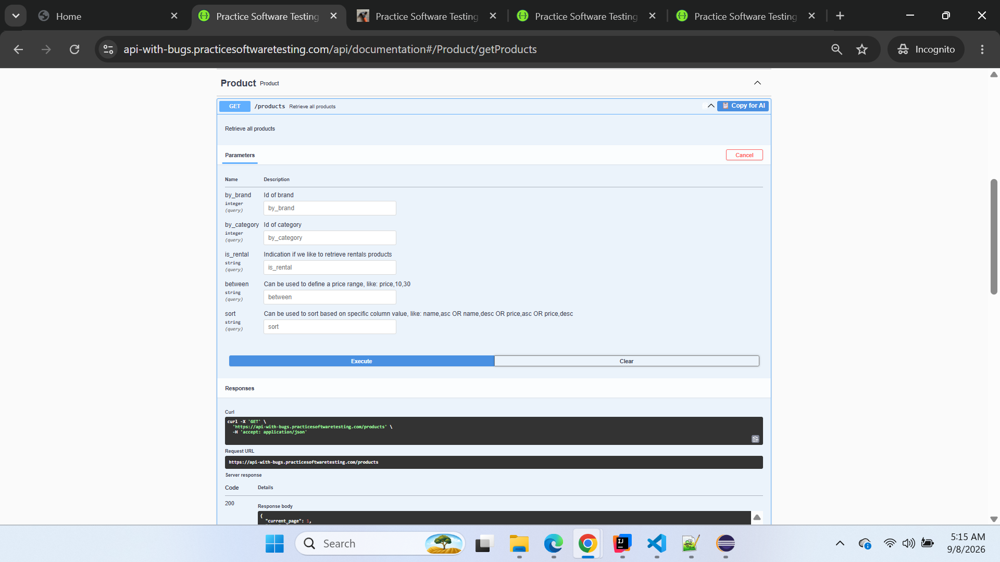 Home
Practice Software Testing
Practice Software Testing
Practice Software Testing
Practice Software Testing
api-with-bugs.practicesoftwaretesting.com/api/documentation#/Product/getProducts
Incognito
Product Product
GET /products Retrieve all products
Copy for AI
Retrieve all products
Parameters
Cancel
Name Description
by_brand Id of brand
integer
(query)
by_brand
by_category Id of category
integer
(query)
by_category
is_rental Indication if we like to retrieve rentals products
string
(query)
is_rental
between Can be used to define a price range, like: price,10,30
string
(query)
between
sort Can be used to sort based on specific column value, like: name,asc OR name,desc OR price,asc OR price,desc
string
(query)
sort
Execute
Clear
Responses
Curl
curl -X 'GET' \
'https://api-with-bugs.practicesoftwaretesting.com/products' \
-H 'accept: application/json'
Request URL
https://api-with-bugs.practicesoftwaretesting.com/products
Server response
Code Details
200
Response body
{
"current_page": 1,
Search
5:15 AM
9/8/2026